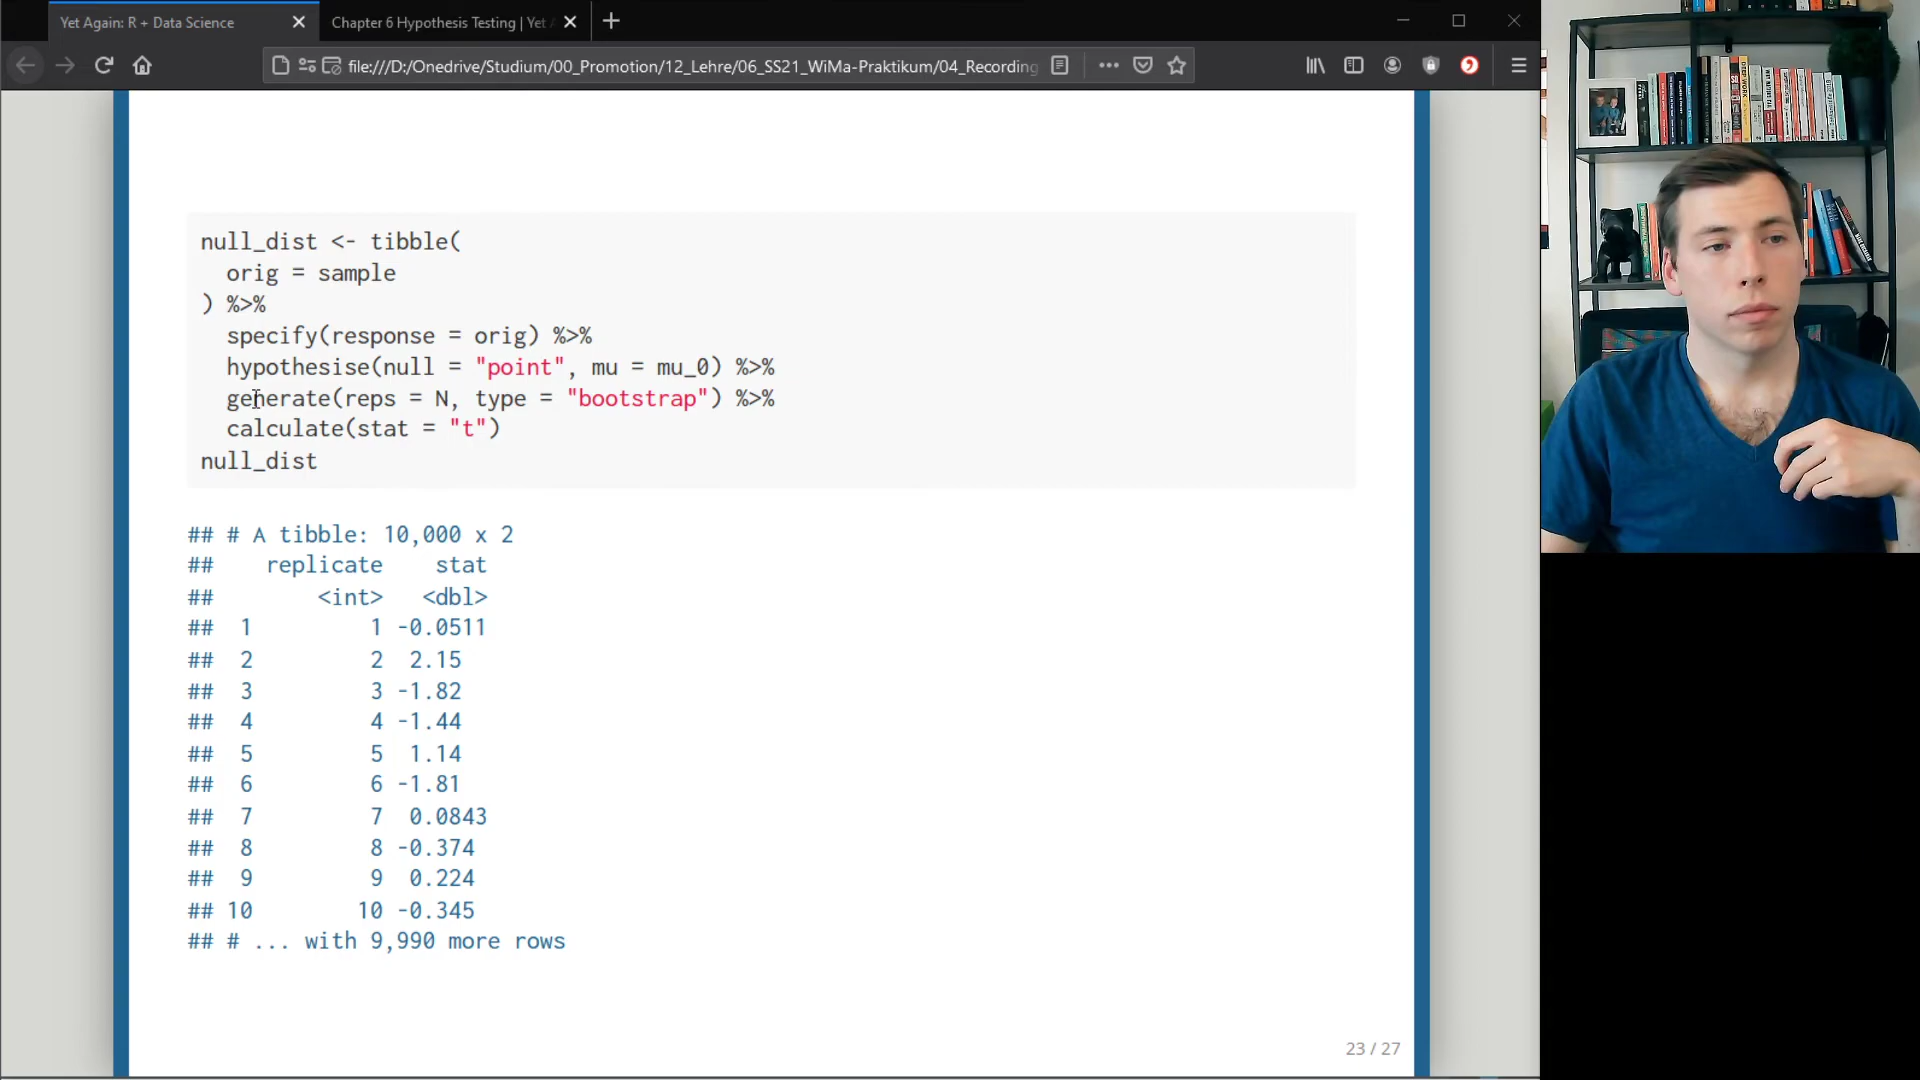 Yet Again: R + Data Science
Chapter 6 Hypothesis Testing | Yet A
file:///D:/Onedrive/Studium/00_Promotion/12_Lehre/06_SS21_WiMa-Praktikum/04_Recording
null_dist <- tibble(
  orig = sample
) %>%
  specify(response = orig) %>%
  hypothesise(null = "point", mu = mu_0) %>%
  generate(reps = N, type = "bootstrap") %>%
  calculate(stat = "t")
null_dist
## # A tibble: 10,000 x 2
##    replicate    stat
##        <int>   <dbl>
##  1         1 -0.0511
##  2         2  2.15
##  3         3 -1.82
##  4         4 -1.44
##  5         5  1.14
##  6         6 -1.81
##  7         7  0.0843
##  8         8 -0.374
##  9         9  0.224
## 10        10 -0.345
## # ... with 9,990 more rows
23 / 27